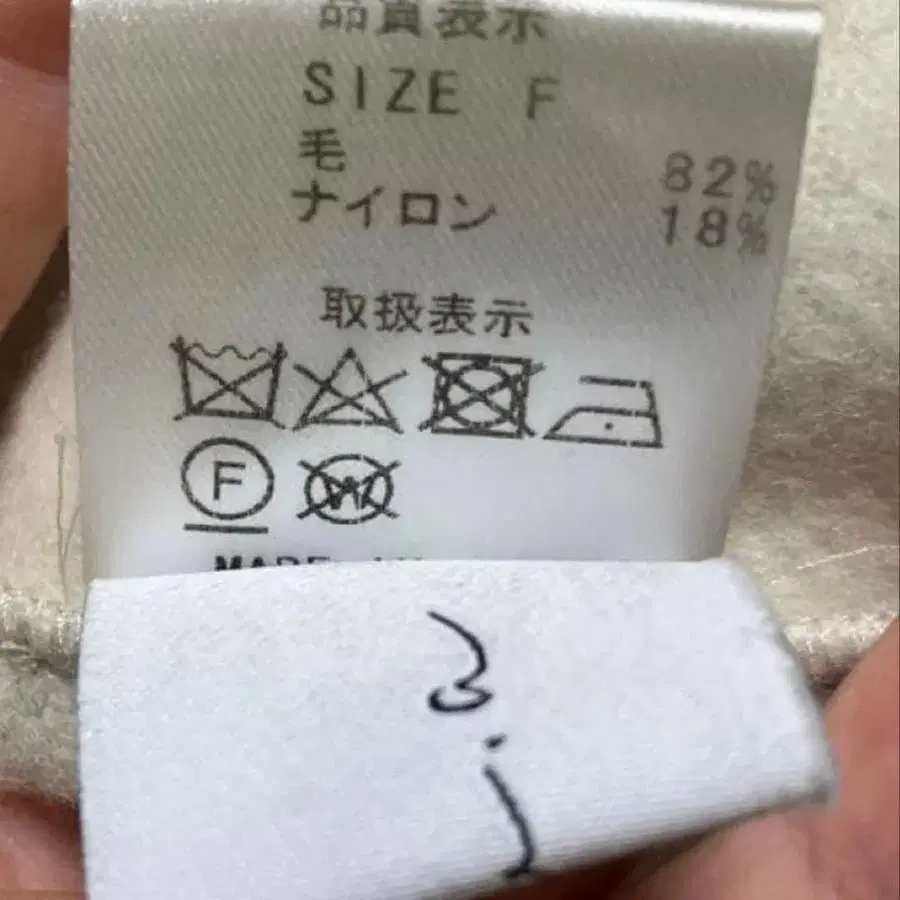 品質表示
SIZE F
毛 82%
ナイロン 18%
取扱表示
F
W